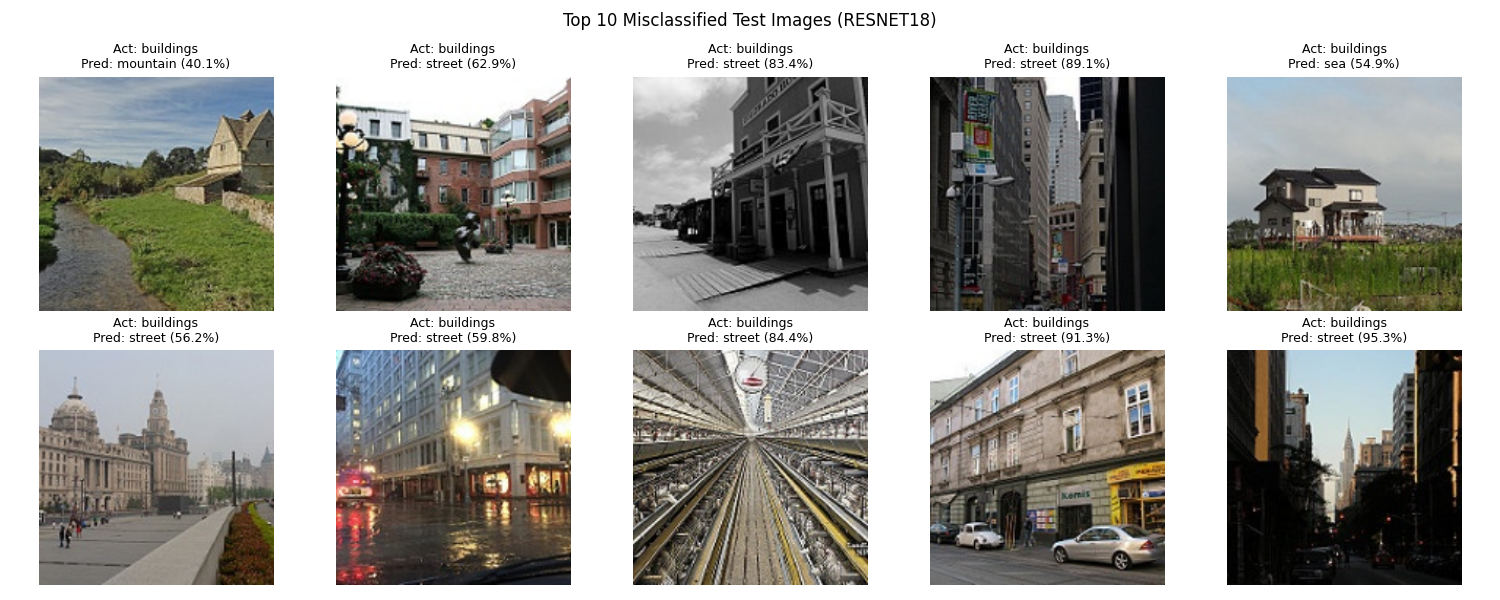 Top 10 Misclassified Test Images (RESNET18)
Act: buildings
Pred: mountain (40.1%)
Act: buildings
Pred: street (62.9%)
Act: buildings
Pred: street (83.4%)
Act: buildings
Pred: street (89.1%)
Act: buildings
Pred: sea (54.9%)
Act: buildings
Pred: street (56.2%)
Act: buildings
Pred: street (59.8%)
Act: buildings
Pred: street (84.4%)
Act: buildings
Pred: street (91.3%)
Komis
Act: buildings
Pred: street (95.3%)